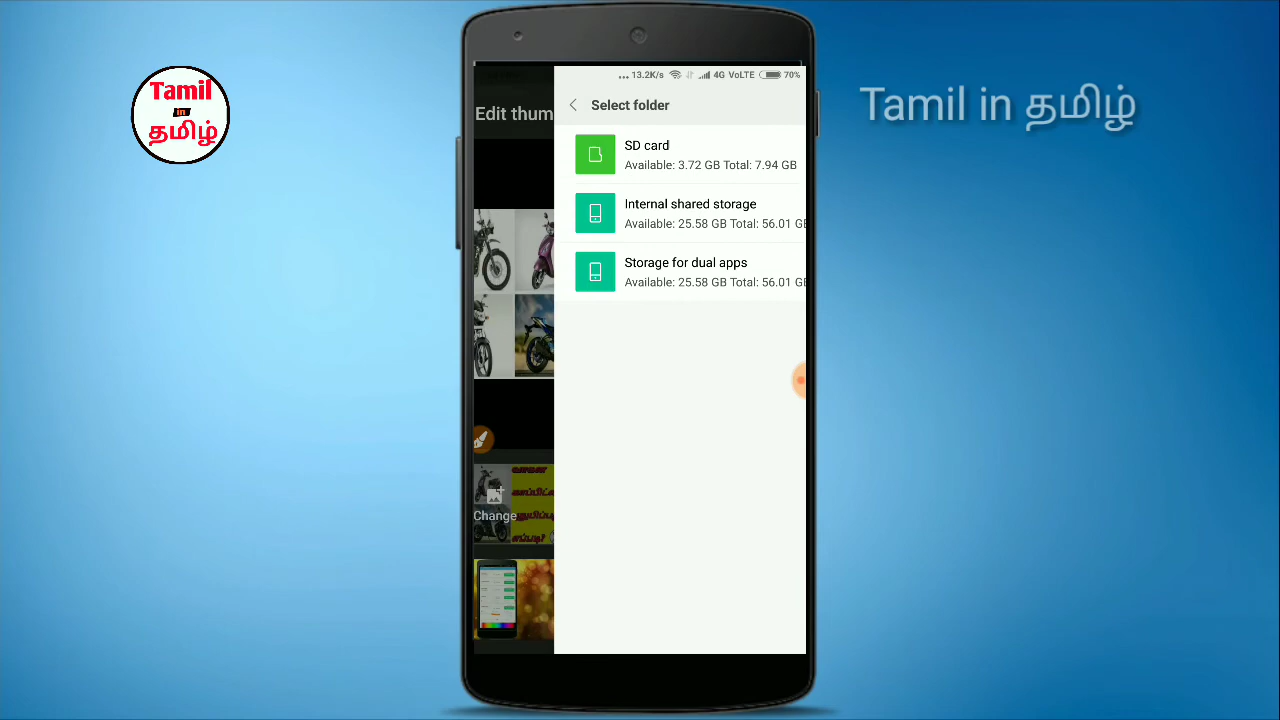 Tamil
in
தமிழ்
Tamil in தமிழ்
13.2K/s 4G VoLTE 70%
Edit thum
Select folder
SD card
Available: 3.72 GB Total: 7.94 GB
Internal shared storage
Available: 25.58 GB Total: 56.01 GB
Storage for dual apps
Available: 25.58 GB Total: 56.01 GB
Change